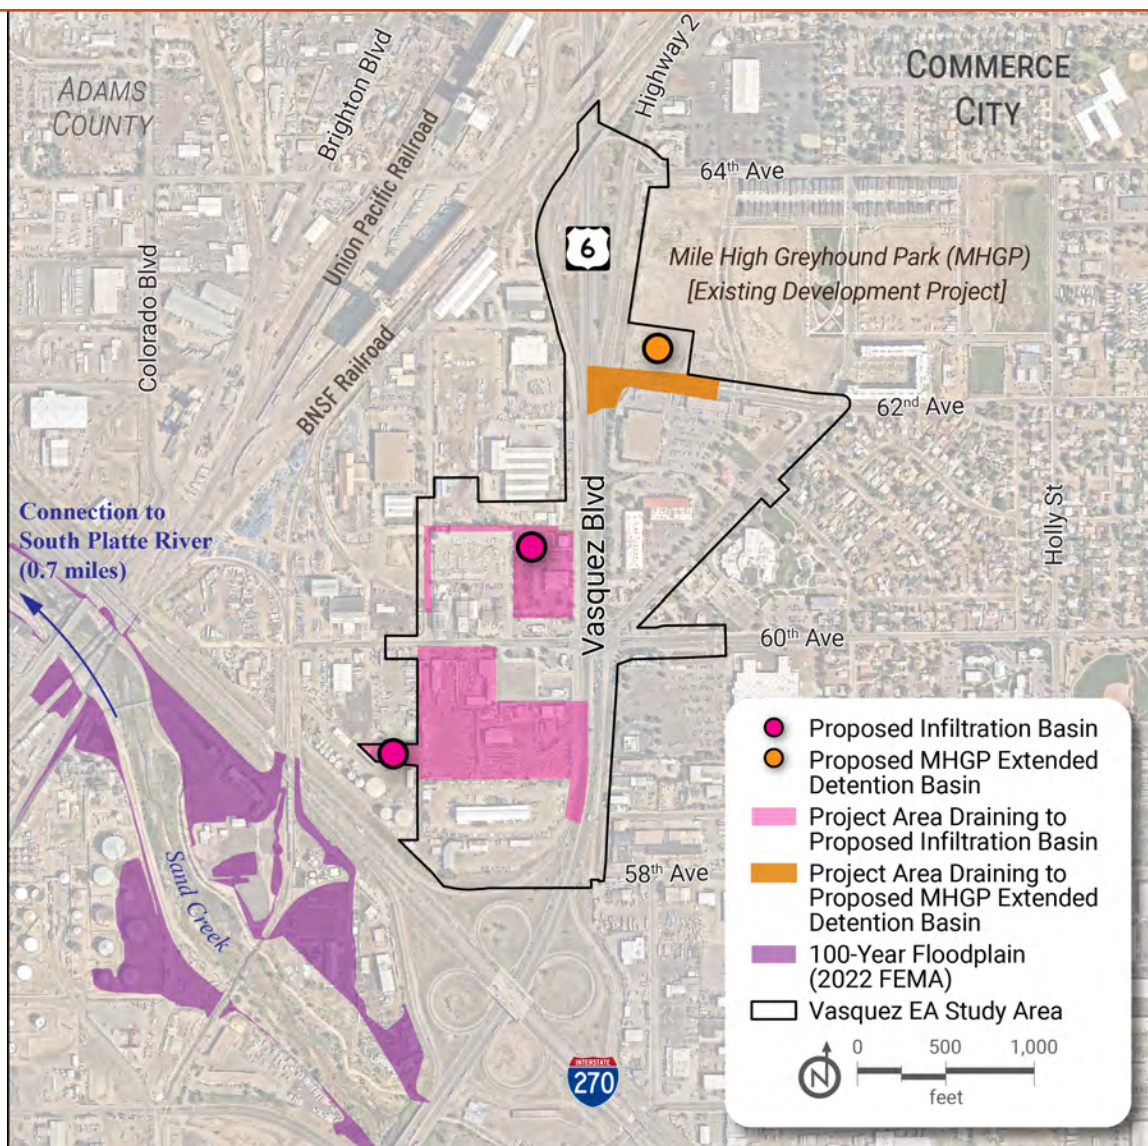 ADAMS
COUNTY
Brighton Blvd
Union Pacific Railroad
Highway 2
COMMERCE
CITY
64th Ave
6
Mile High Greyhound Park (MHGP)
[Existing Development Project]
Colorado Blvd
BNSF Railroad
62nd Ave
Connection to
South Platte River
(0.7 miles)
Vasquez Blvd
Holly St
60th Ave
Sand Creek
58th Ave
INTERSTATE
270
Proposed Infiltration Basin
Proposed MHGP Extended
Detention Basin
Project Area Draining to
Proposed Infiltration Basin
Project Area Draining to
Proposed MHGP Extended
Detention Basin
100-Year Floodplain
(2022 FEMA)
Vasquez EA Study Area
N
0 500 1,000
feet